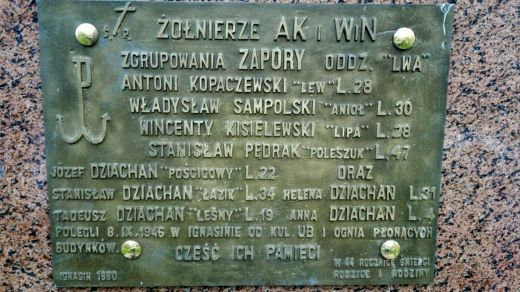 Ś. P. ŻOŁNIERZE AK i WiN
ZGRUPOWANIA ZAPORY ODDZ. "LWA"
ANTONI KOPACZEWSKI "LEW" L.28
WŁADYSŁAW SAMPOLSKI "ANIOŁ" L.30
WINCENTY KISIELEWSKI "LIPA" L.28
STANISŁAW PĘDRAK "POLESZUK" L.47
JÓZEF DZIACHAN "POŚCIGOWY" L.22 ORAZ
STANISŁAW DZIACHAN "ŁAZIK" L.34 HELENA DZIACHAN L.31
TADEUSZ DZIACHAN "LEŚNY" L.19 ANNA DZIACHAN L.4
POLEGLI 8.IX.1946 W IGNASINIE OD KUL UB I OGNIA PŁONĄCYCH
BUDYNKÓW. CZEŚĆ ICH PAMIĘCI
W 44 ROCZNICĘ ŚMIERCI
IGNASIN 1990 RODZICE I RODZINY